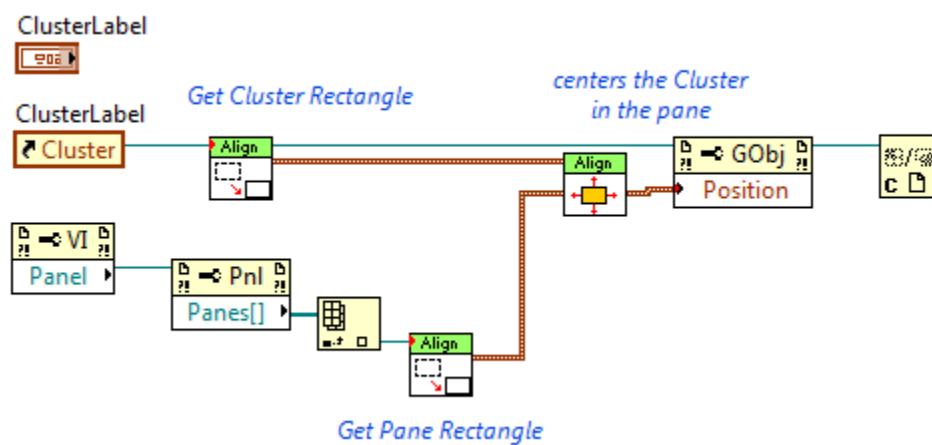 ClusterLabel
Get Cluster Rectangle
centers the Cluster
in the pane
ClusterLabel
Cluster
Align
Align
GObj
Position
C
VI
Panel
Pnl
Panes[]
Align
Get Pane Rectangle